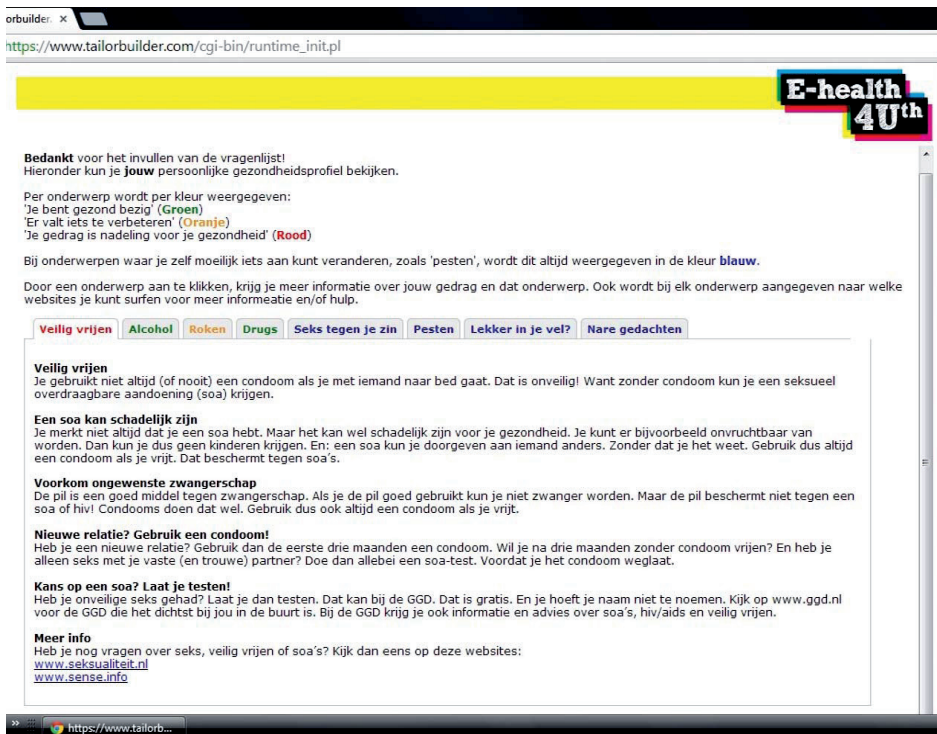 orbuilder. ×
https://www.tailorbuilder.com/cgi-bin/runtime_init.pl
E-health
4Uth
Bedankt voor het invullen van de vragenlijst!
Hieronder kun je jouw persoonlijke gezondheidsprofiel bekijken.
Per onderwerp wordt per kleur weergegeven:
'Je bent gezond bezig' (Groen)
'Er valt iets te verbeteren' (Oranje)
'Je gedrag is nadeling voor je gezondheid' (Rood)
Bij onderwerpen waar je zelf moeilijk iets aan kunt veranderen, zoals 'pesten', wordt dit altijd weergegeven in de kleur blauw.
Door een onderwerp aan te klikken, krijg je meer informatie over jouw gedrag en dat onderwerp. Ook wordt bij elk onderwerp aangegeven naar welke
websites je kunt surfen voor meer informeatie en/of hulp.
Veilig vrijen Alcohol Roken Drugs Seks tegen je zin Pesten Lekker in je vel? Nare gedachten
Veilig vrijen
Je gebruikt niet altijd (of nooit) een condoom als je met iemand naar bed gaat. Dat is onveilig! Want zonder condoom kun je een seksueel
overdraagbare aandoening (soa) krijgen.
Een soa kan schadelijk zijn
Je merkt niet altijd dat je een soa hebt. Maar het kan wel schadelijk zijn voor je gezondheid. Je kunt er bijvoorbeeld onvruchtbaar van
worden. Dan kun je dus geen kinderen krijgen. En: een soa kun je doorgeven aan iemand anders. Zonder dat je het weet. Gebruik dus altijd
een condoom als je vrijt. Dat beschermt tegen soa´s.
Voorkom ongewenste zwangerschap
De pil is een goed middel tegen zwangerschap. Als je de pil goed gebruikt kun je niet zwanger worden. Maar de pil beschermt niet tegen een
soa of hiv! Condooms doen dat wel. Gebruik dus ook altijd een condoom als je vrijt.
Nieuwe relatie? Gebruik een condoom!
Heb je een nieuwe relatie? Gebruik dan de eerste drie maanden een condoom. Wil je na drie maanden zonder condoom vrijen? En heb je
alleen seks met je vaste (en trouwe) partner? Doe dan allebei een soa-test. Voordat je het condoom weglaat.
Kans op een soa? Laat je testen!
Heb je onveilige seks gehad? Laat je dan testen. Dat kan bij de GGD. Dat is gratis. En je hoeft je naam niet te noemen. Kijk op www.ggd.nl
voor de GGD die het dichtst bij jou in de buurt is. Bij de GGD krijg je ook informatie en advies over soa´s, hiv/aids en veilig vrijen.
Meer info
Heb je nog vragen over seks, veilig vrijen of soa´s? Kijk dan eens op deze websites:
www.seksualiteit.nl
www.sense.info
» https://www.tailorb...